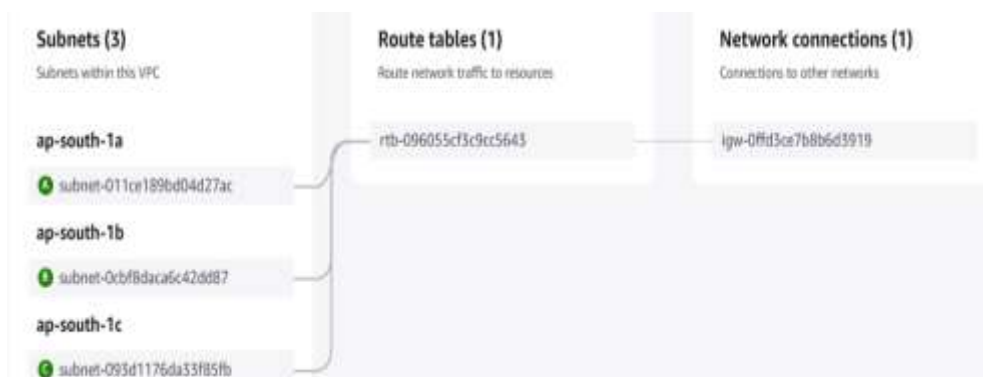 Subnets (3)
Subnets within this VPC
ap-south-1a
A subnet-011ce189bd04d27ac
ap-south-1b
subnet-0cbf8daca6c42dd87
ap-south-1c
C subnet-093d1176da33f85fb
Route tables (1)
Route network traffic to resources
rtb-096055cf3c9cc5643
Network connections (1)
Connections to other networks
igw-0ffd3ce7b8b6d3919